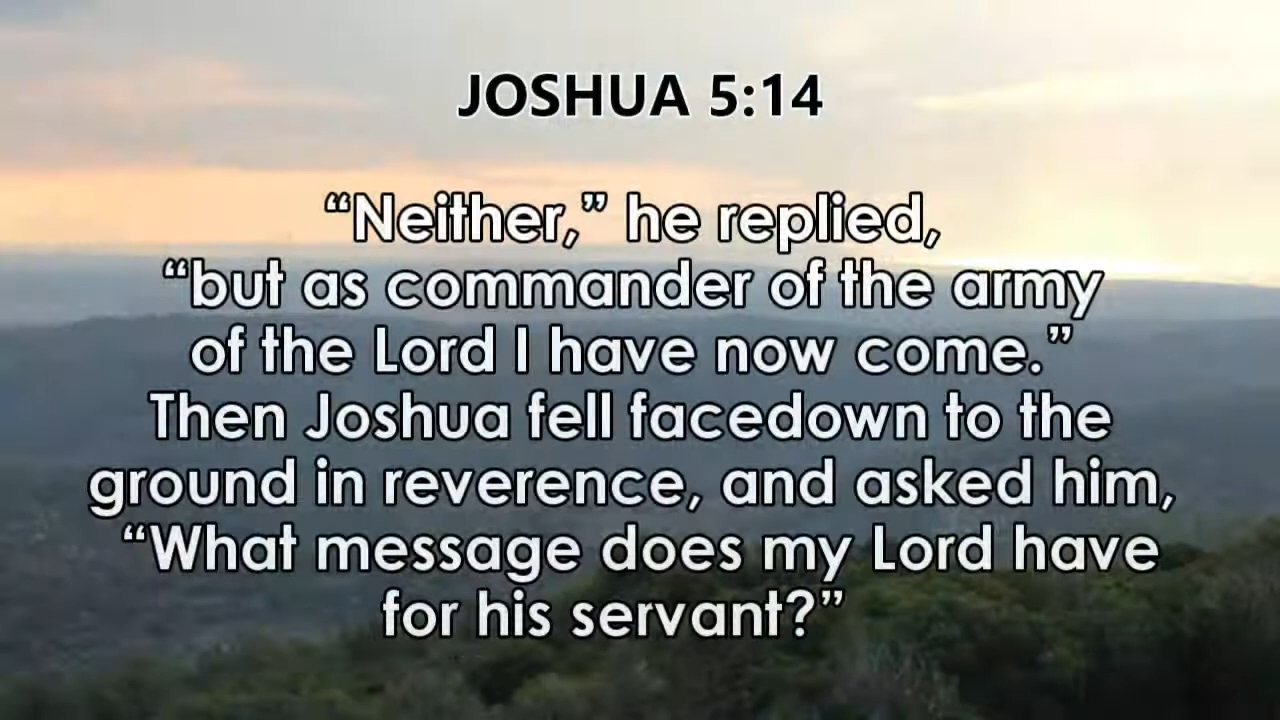 JOSHUA 5:14
“Neither,” he replied,
“but as commander of the army
of the Lord I have now come.”
Then Joshua fell facedown to the
ground in reverence, and asked him,
“What message does my Lord have
for his servant?”